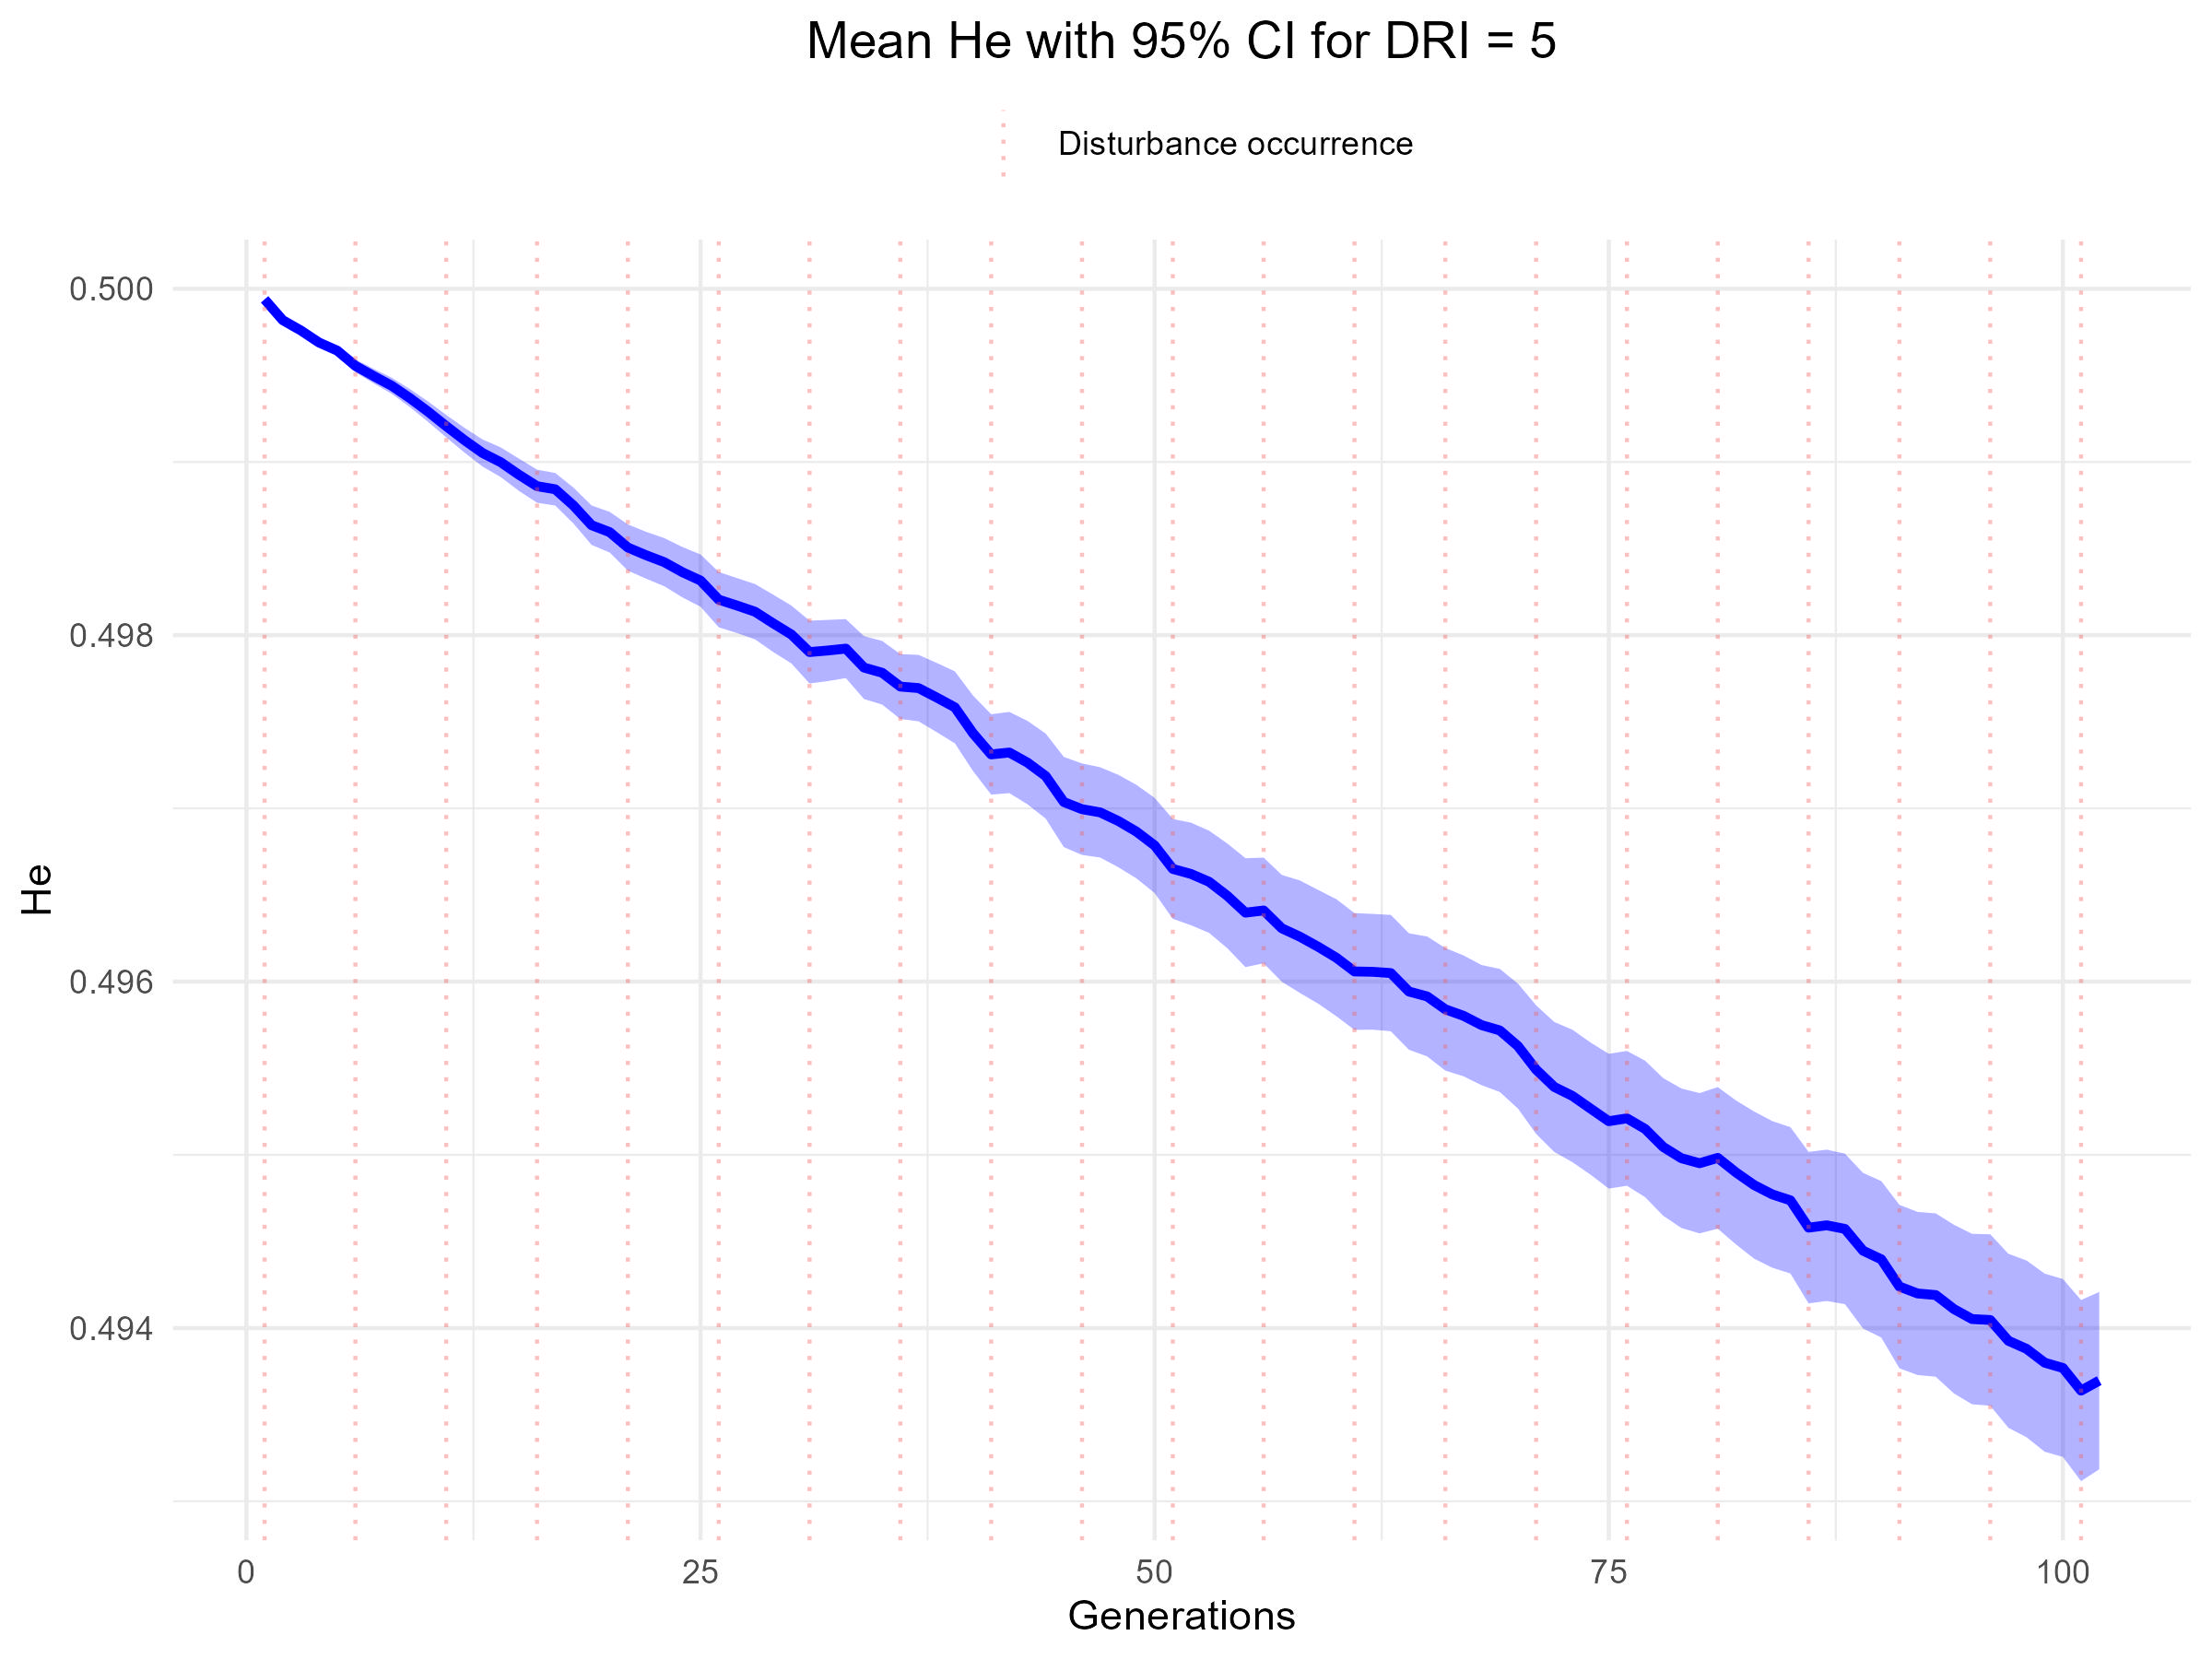 Mean He with 95% CI for DRI = 5
Disturbance occurrence
0.500
0.498
0.496
0.494
He
0 25 50 75 100
Generations